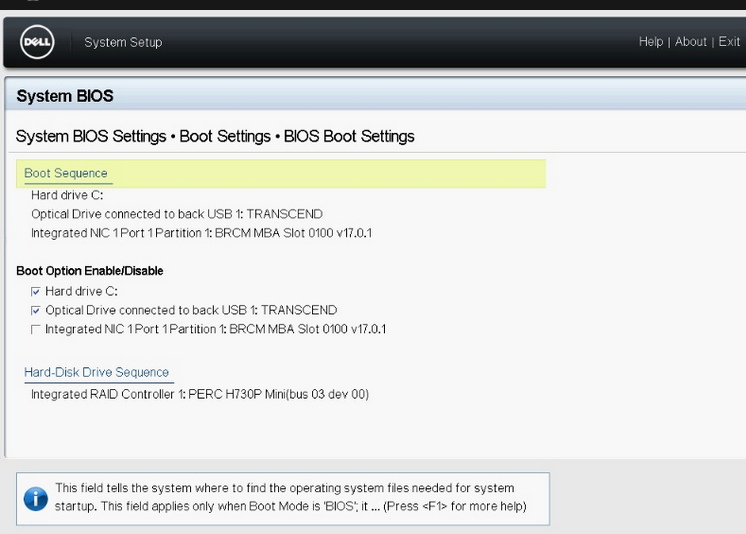 DELL
System Setup
Help | About | Exit
System BIOS
System BIOS Settings • Boot Settings • BIOS Boot Settings
Boot Sequence
Hard drive C:
Optical Drive connected to back USB 1: TRANSCEND
Integrated NIC 1 Port 1 Partition 1: BRCM MBA Slot 0100 v17.0.1
Boot Option Enable/Disable
Hard drive C:
Optical Drive connected to back USB 1: TRANSCEND
Integrated NIC 1 Port 1 Partition 1: BRCM MBA Slot 0100 v17.0.1
Hard-Disk Drive Sequence
Integrated RAID Controller 1: PERC H730P Mini(bus 03 dev 00)
This field tells the system where to find the operating system files needed for system
startup. This field applies only when Boot Mode is 'BIOS'; it ... (Press <F1> for more help)